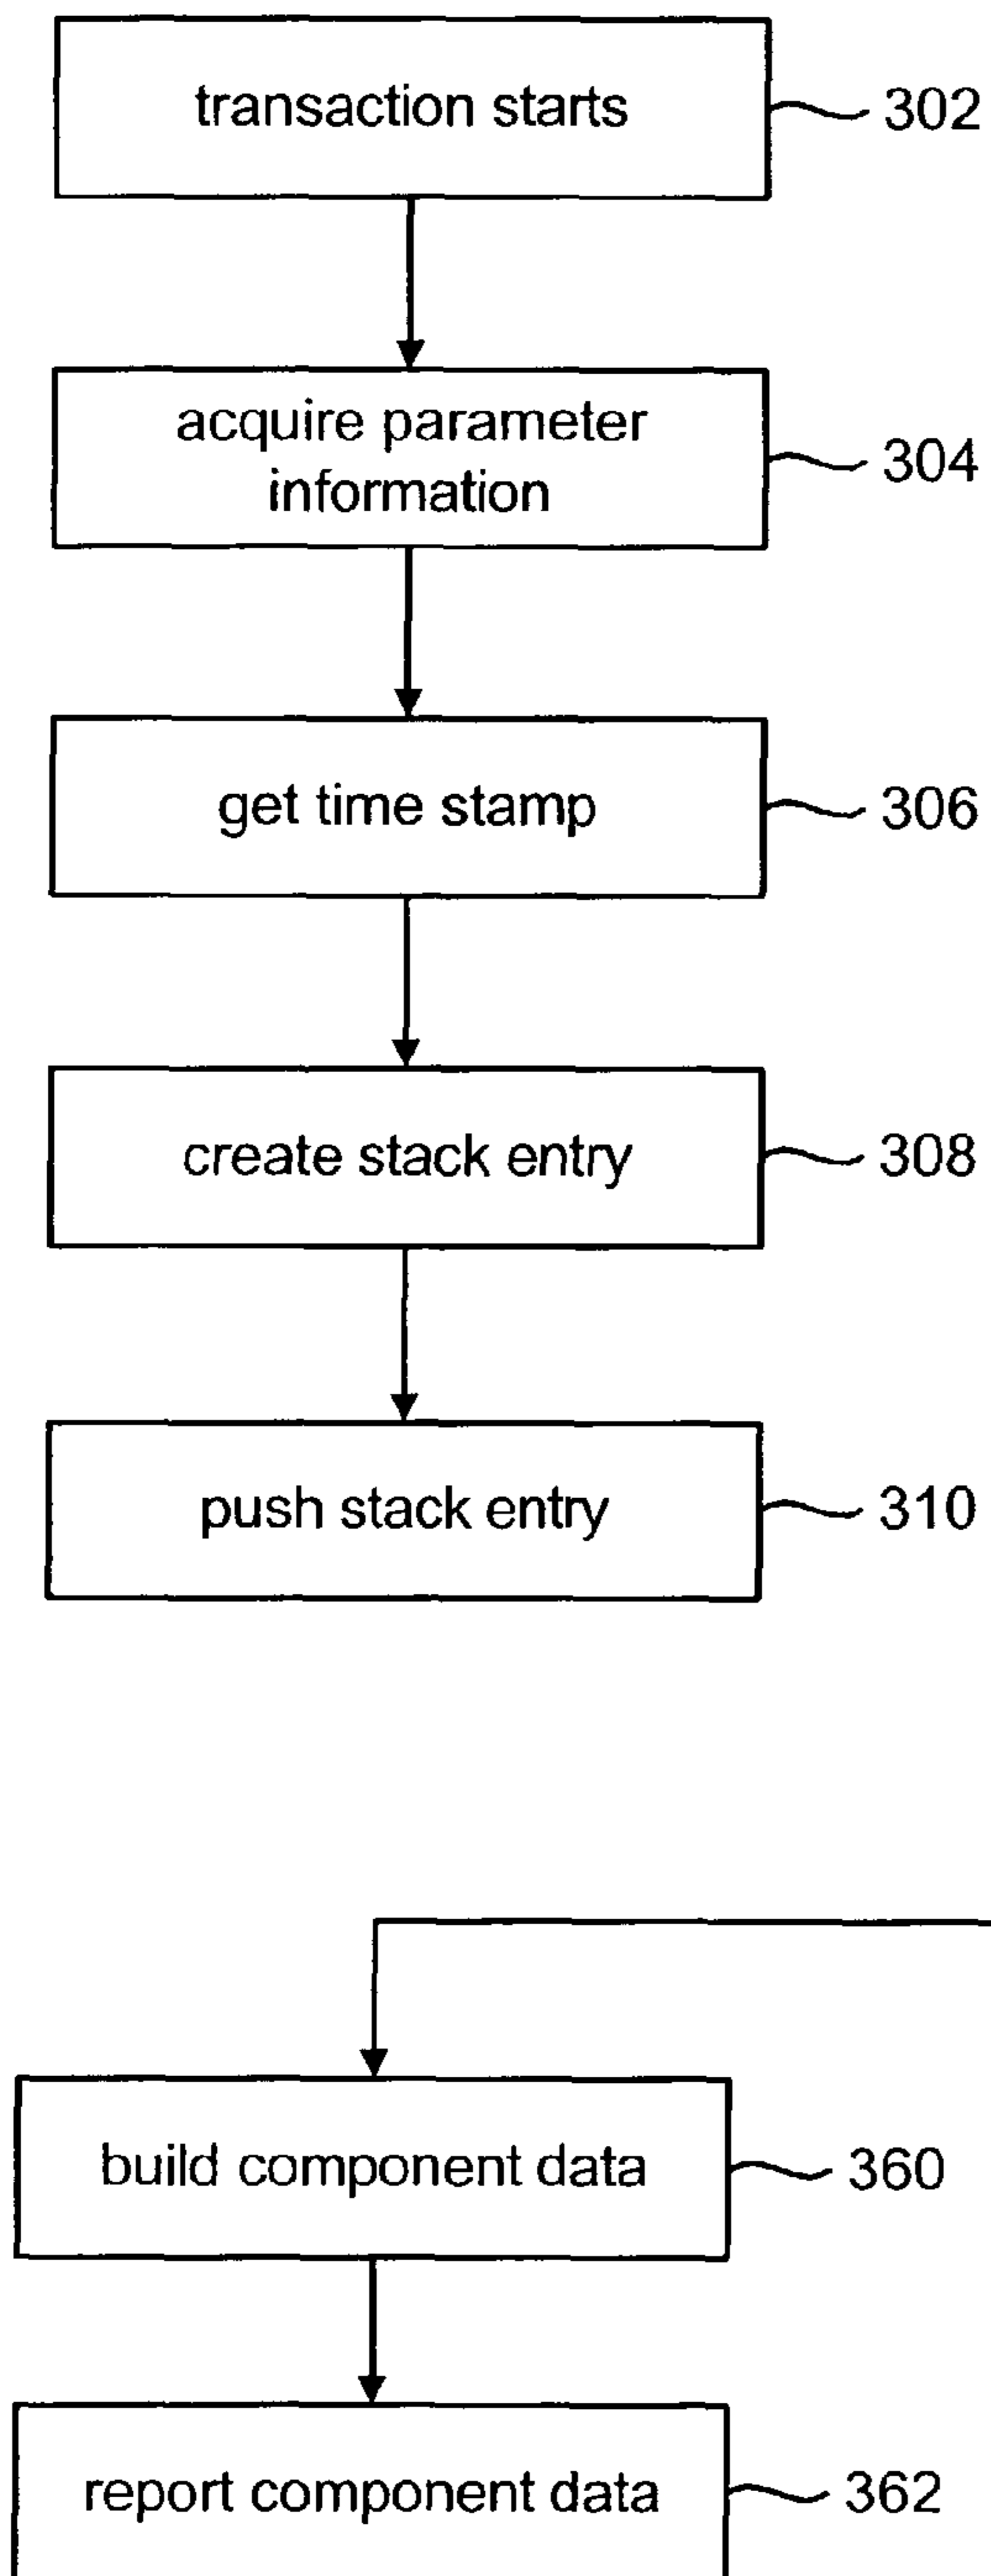 transaction starts
302
acquire parameter
information
304
get time stamp
306
create stack entry
308
push stack entry
310
build component data
360
report component data
362